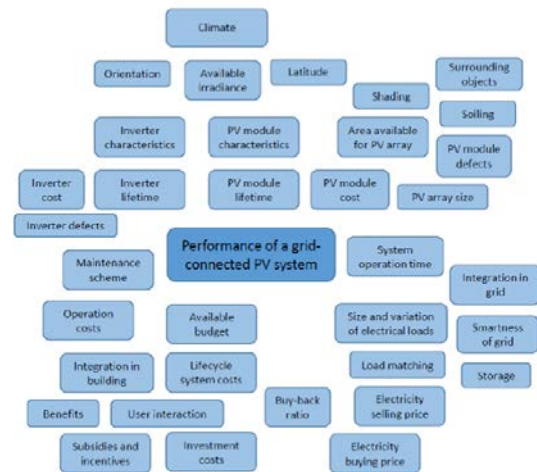 Climate
Orientation
Available
irradiance
Latitude
Surrounding
objects
Shading
Soiling
Inverter
characteristics
PV module
characteristics
Area available
for PV array
PV module
defects
Inverter
cost
Inverter
lifetime
PV module
lifetime
PV module
cost
PV array size
Inverter defects
Performance of a grid-
connected PV system
System
operation time
Maintenance
scheme
Integration in
grid
Operation
costs
Available
budget
Size and variation
of electrical loads
Smartness
of grid
Integration in
building
Lifecycle
system costs
Load matching
Storage
Benefits
User interaction
Buy-back
ratio
Electricity
selling price
Subsidies and
incentives
Investment
costs
Electricity
buying price